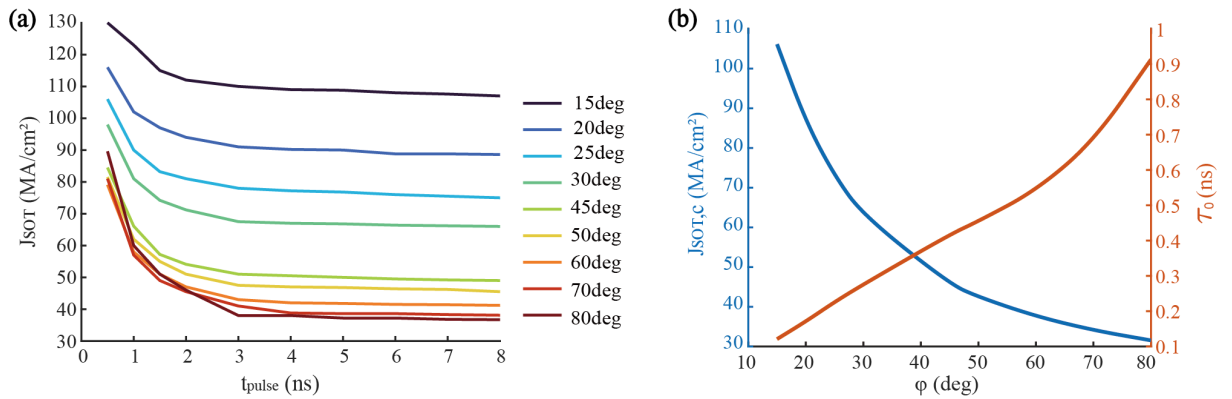 (a)
130
120
110
100
90
80
70
60
50
40
30
JSOT (MA/cm²)
0 1 2 3 4 5 6 7 8
tpulse (ns)
15deg
20deg
25deg
30deg
45deg
50deg
60deg
70deg
80deg
(b)
110
100
90
80
70
60
50
40
30
JSOT,c (MA/cm²)
10 20 30 40 50 60 70 80
φ (deg)
1
0.9
0.8
0.7
0.6
0.5
0.4
0.3
0.2
0.1
τ0 (ns)